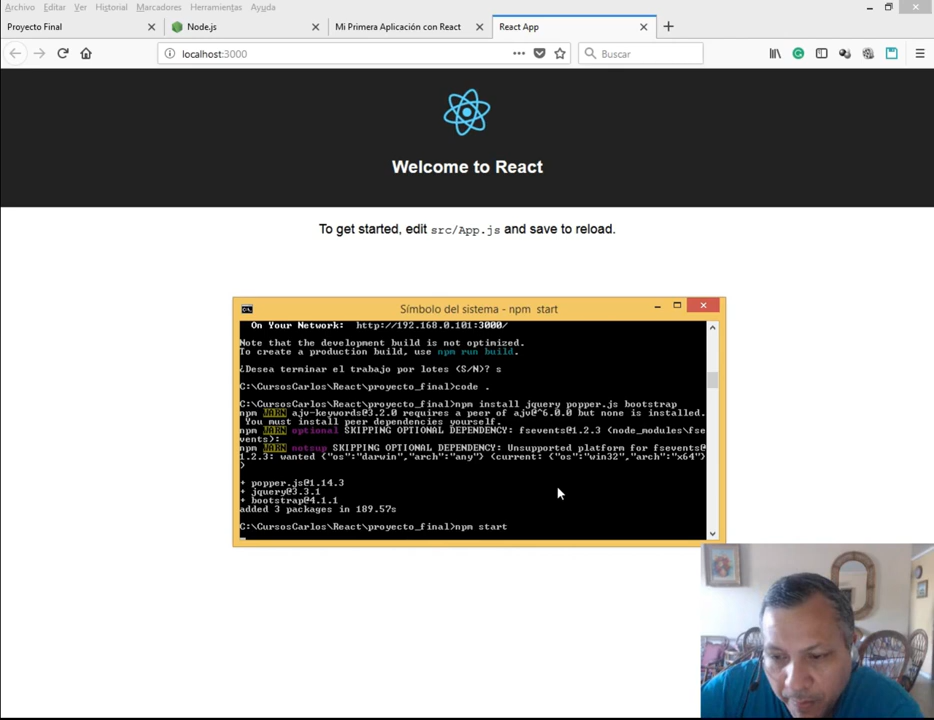 Archivo Editar Ver Historial Marcadores Herramientas Ayuda
Proyecto Final
Node.js
Mi Primera Aplicación con React
React App
localhost:3000
Buscar
Welcome to React
To get started, edit src/App.js and save to reload.
Símbolo del sistema - npm start
On Your Network: http://192.168.0.101:3000/
Note that the development build is not optimized.
To create a production build, use npm run build.
¿Desea terminar el trabajo por lotes (S/N)? s
C:\CursosCarlos\React\proyecto_final>code .
C:\CursosCarlos\React\proyecto_final>npm install jquery popper.js bootstrap
npm WARN ajv-keywords@3.2.0 requires a peer of ajv@^6.0.0 but none is installed.
You must install peer dependencies yourself.
npm WARN optional SKIPPING OPTIONAL DEPENDENCY: fsevents@1.2.3 (node_modules\fse
vents):
npm WARN notsup SKIPPING OPTIONAL DEPENDENCY: Unsupported platform for fsevents@
1.2.3: wanted {"os":"darwin","arch":"any"} (current: {"os":"win32","arch":"x64"}
)
+ popper.js@1.14.3
+ jquery@3.3.1
+ bootstrap@4.1.1
added 3 packages in 189.57s
C:\CursosCarlos\React\proyecto_final>npm start